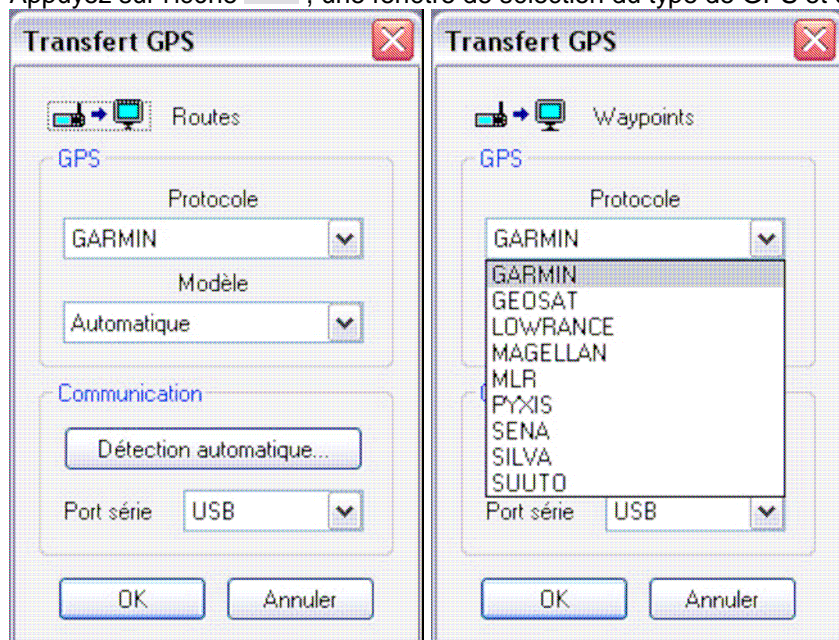 Appuyez sur l'icône , une fenêtre de sélection du type de GPS et
Transfert GPS
Routes
GPS
Protocole
GARMIN
Modèle
Automatique
Communication
Détection automatique...
Port série USB
OK Annuler
Transfert GPS
Waypoints
GPS
Protocole
GARMIN
GARMIN
GEOSAT
LOWRANCE
MAGELLAN
MLR
PYXIS
SENA
SILVA
SUUTO
Port série USB
OK Annuler